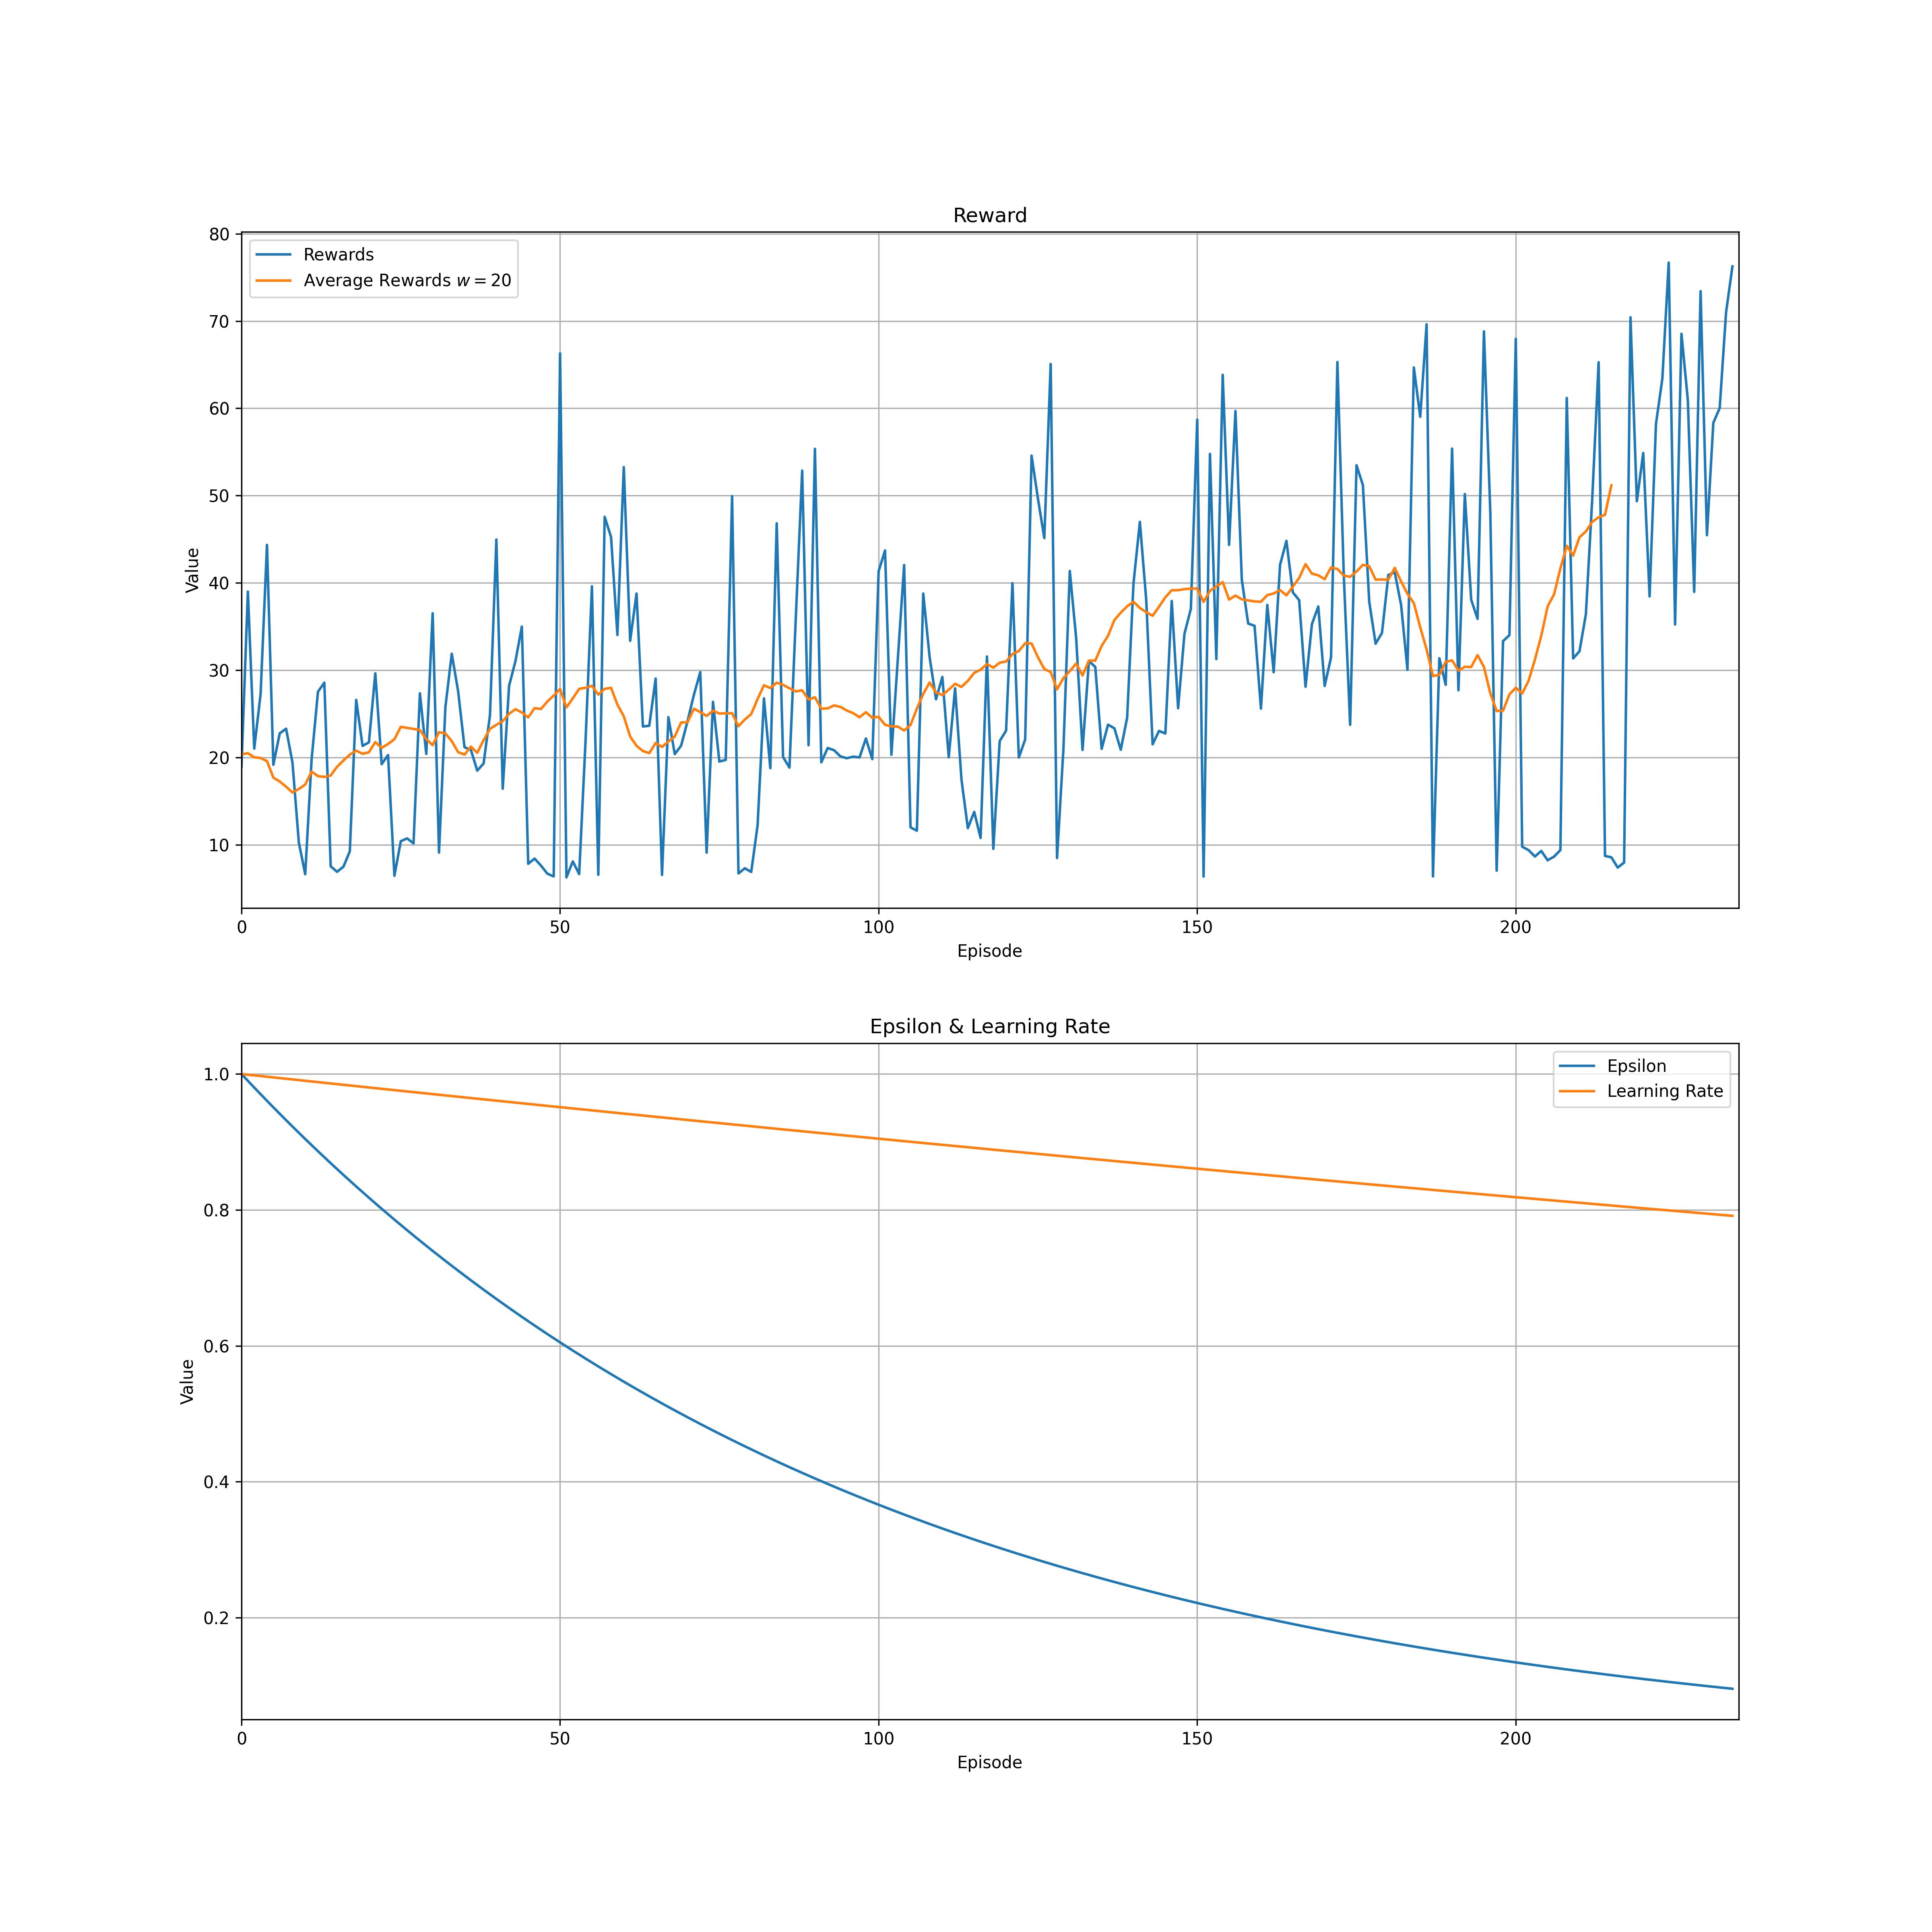 Reward
80
70
60
50
40
30
20
10
Value
Rewards
Average Rewards w = 20
0 50 100 150 200
Episode
Epsilon & Learning Rate
1.0
0.8
0.6
0.4
0.2
Value
Epsilon
Learning Rate
0 50 100 150 200
Episode